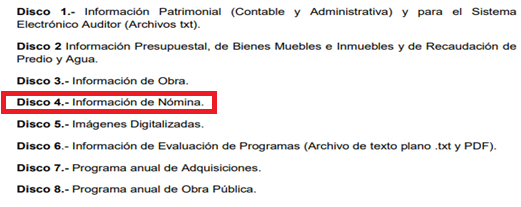 Disco 1.- Información Patrimonial (Contable y Administrativa) y para el Sistema
Electrónico Auditor (Archivos txt).
Disco 2 Información Presupuestal, de Bienes Muebles e Inmuebles y de Recaudación de
Predio y Agua.
Disco 3.- Información de Obra.
Disco 4.- Información de Nómina.
Disco 5.- Imágenes Digitalizadas.
Disco 6.- Información de Evaluación de Programas (Archivo de texto plano .txt y PDF).
Disco 7.- Programa anual de Adquisiciones.
Disco 8.- Programa anual de Obra Pública.